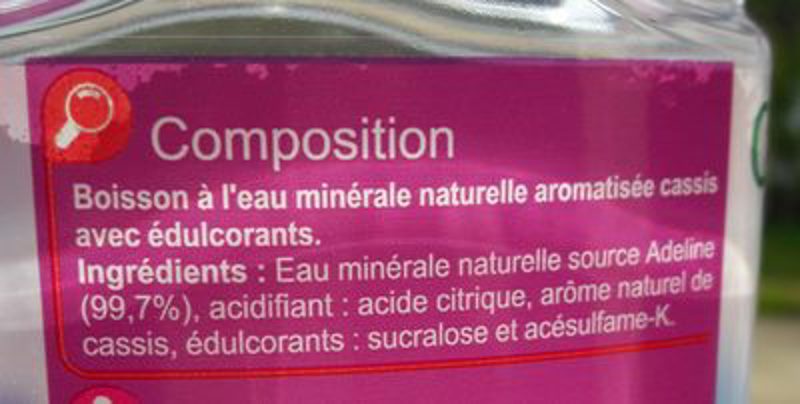 Composition
Boisson à l'eau minérale naturelle aromatisée cassis
avec édulcorants.
Ingrédients : Eau minérale naturelle source Adeline
(99,7%), acidifiant : acide citrique, arôme naturel de
cassis, édulcorants : sucralose et acésulfame-K.